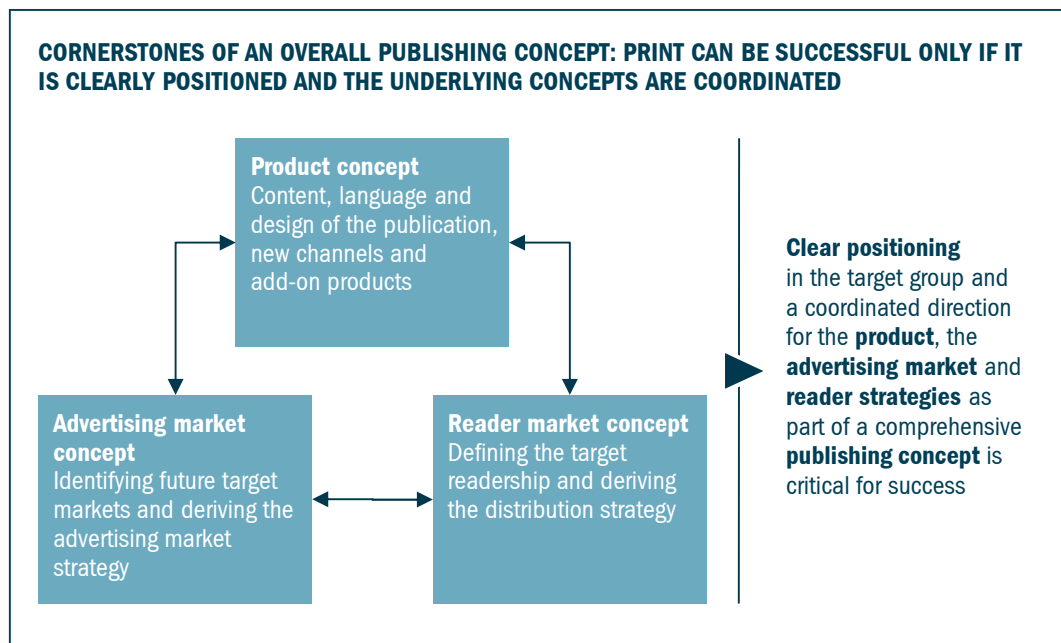 CORNERSTONES OF AN OVERALL PUBLISHING CONCEPT: PRINT CAN BE SUCCESSFUL ONLY IF IT
IS CLEARLY POSITIONED AND THE UNDERLYING CONCEPTS ARE COORDINATED
Product concept
Content, language and
design of the publication,
new channels and
add-on products
Advertising market
concept
Identifying future target
markets and deriving the
advertising market
strategy
Reader market concept
Defining the target
readership and deriving
the distribution strategy
Clear positioning
in the target group and
a coordinated direction
for the product, the
advertising market and
reader strategies as
part of a comprehensive
publishing concept is
critical for success